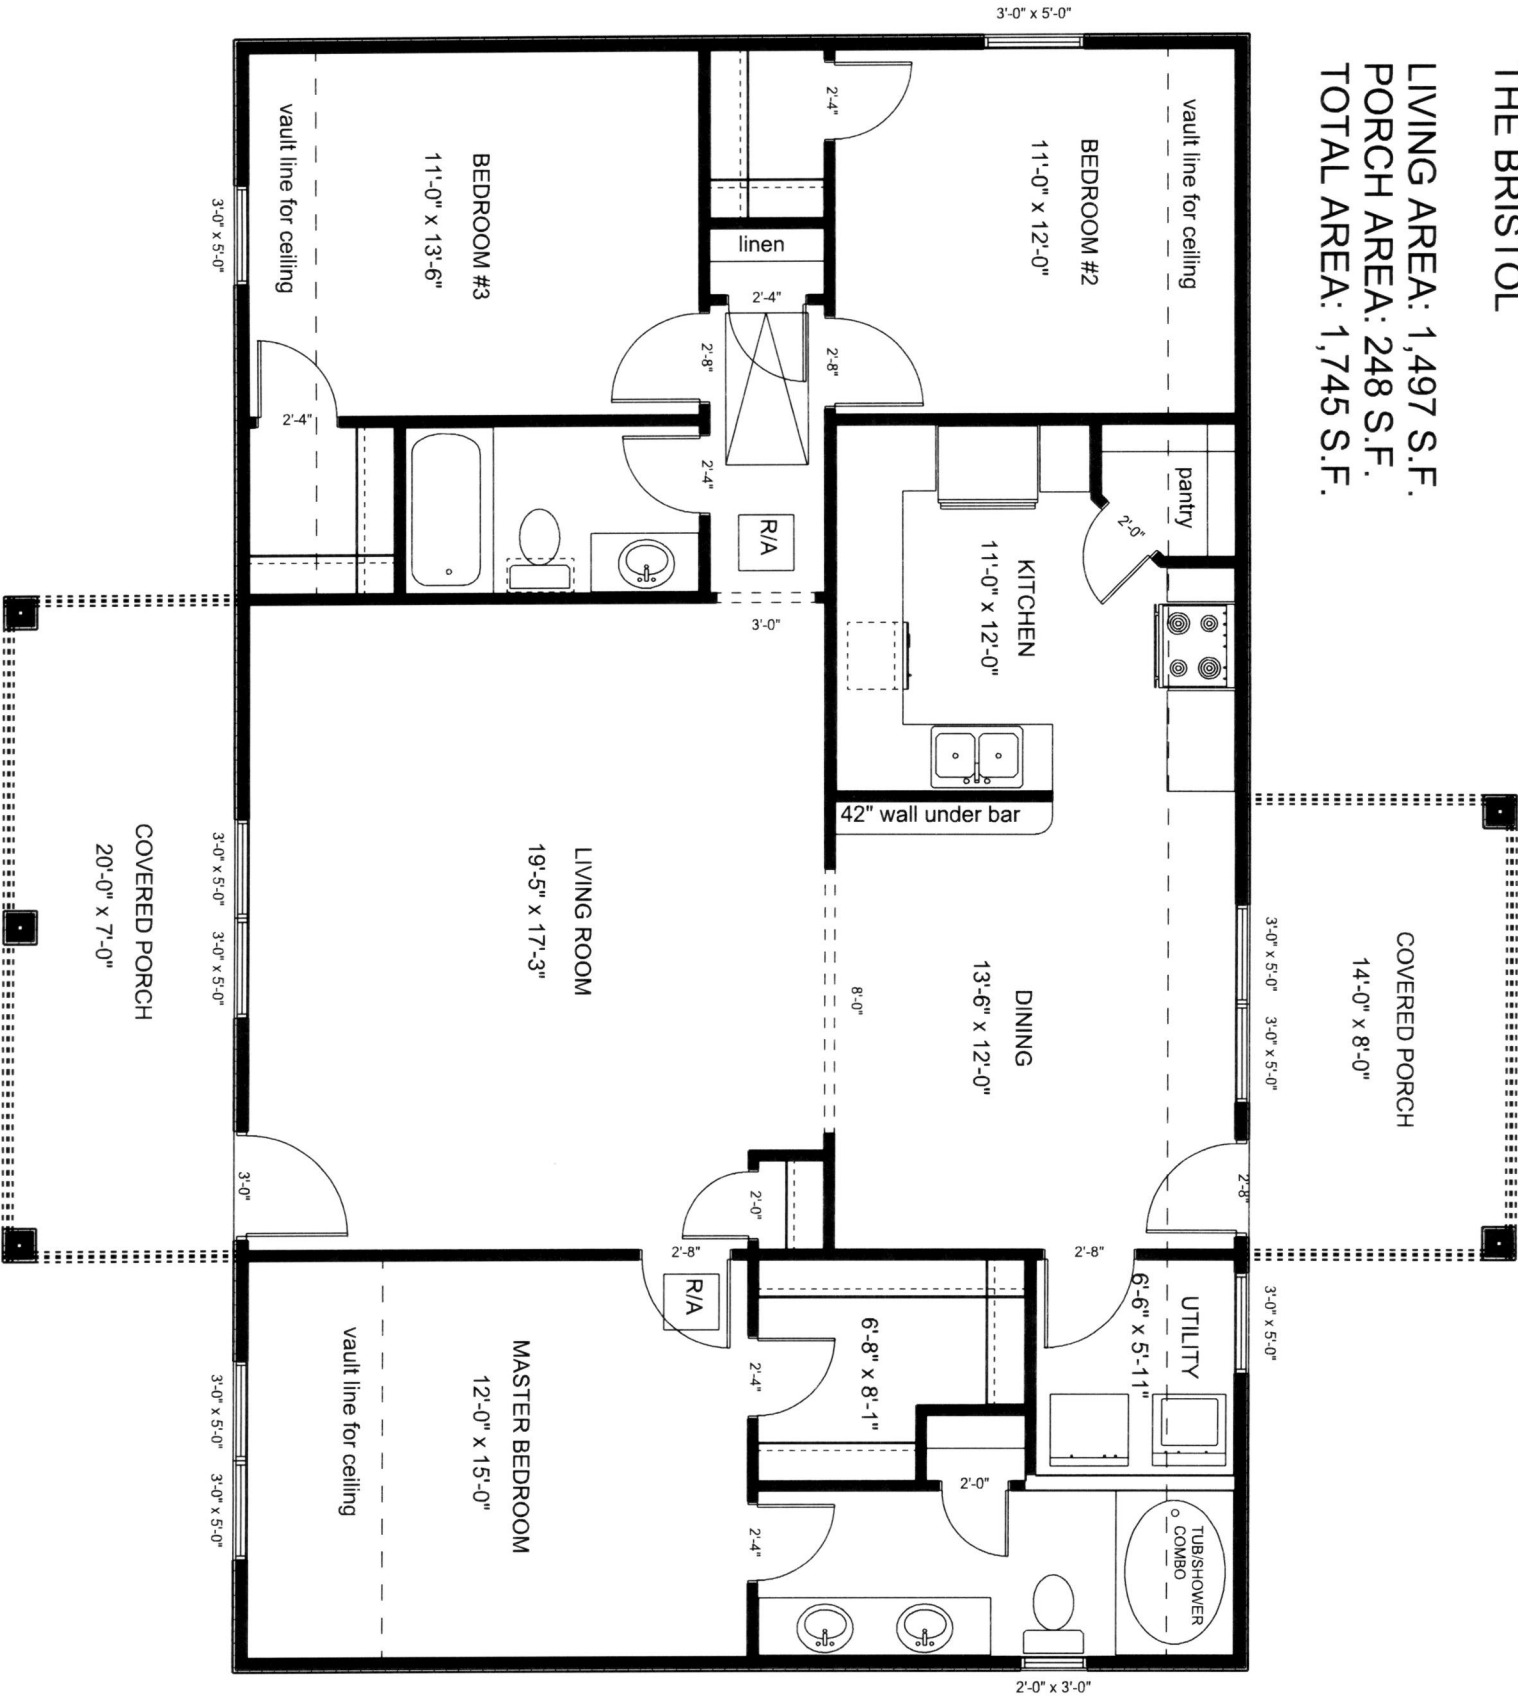 THE BRISTOL
LIVING AREA: 1,497 S.F.
PORCH AREA: 248 S.F.
TOTAL AREA: 1,745 S.F.
3'-0" x 5'-0"
vault line for ceiling
BEDROOM #2
11'-0" x 12'-0"
2'-4"
linen
2'-4"
2'-8"
2'-8"
BEDROOM #3
11'-0" x 13'-6"
vault line for ceiling
3'-0" x 5'-0"
2'-4"
2'-4"
R/A
3'-0"
pantry
2'-0"
KITCHEN
11'-0" x 12'-0"
42" wall under bar
COVERED PORCH
14'-0" x 8'-0"
3'-0" x 5'-0"
3'-0" x 5'-0"
DINING
13'-6" x 12'-0"
8'-0"
LIVING ROOM
19'-5" x 17'-3"
3'-0" x 5'-0"
3'-0" x 5'-0"
COVERED PORCH
20'-0" x 7'-0"
2'-8"
2'-0"
3'-0"
2'-8"
2'-8"
3'-0" x 5'-0"
UTILITY
6'-6" x 5'-11"
6'-8" x 8'-1"
R/A
2'-4"
MASTER BEDROOM
12'-0" x 15'-0"
vault line for ceiling
3'-0" x 5'-0"
3'-0" x 5'-0"
2'-0"
2'-4"
TUB/SHOWER
COMBO
2'-0" x 3'-0"